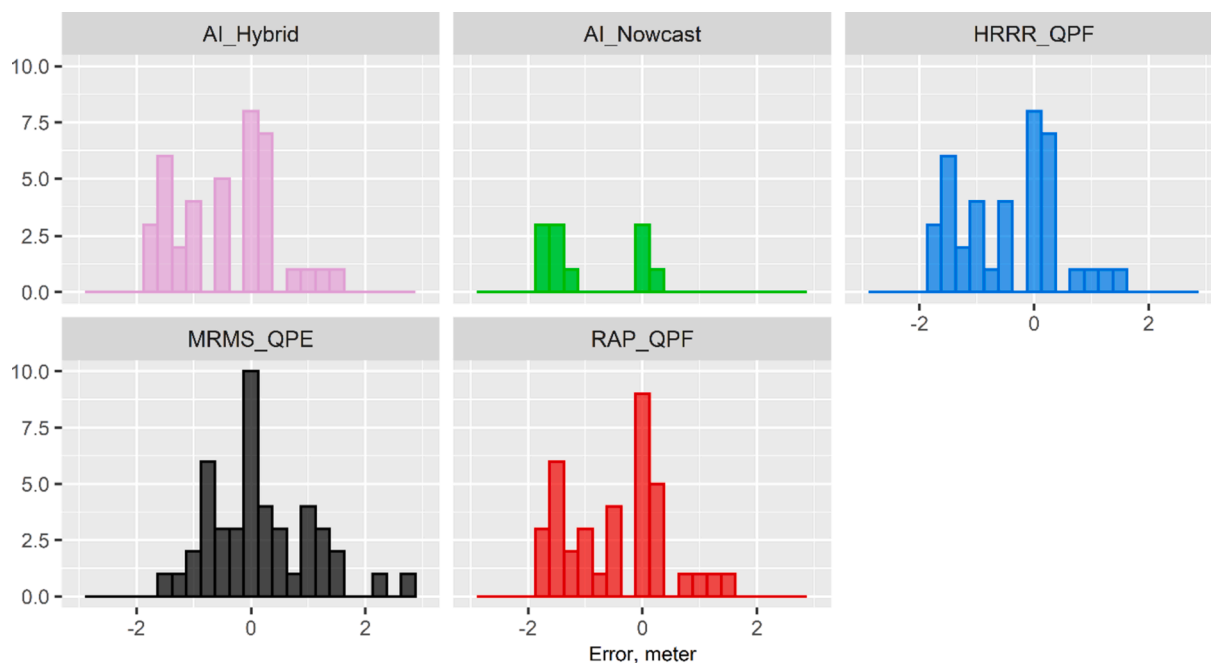 AI_Hybrid AI_Nowcast HRRR_QPF
10.0
7.5
5.0
2.5
0.0
-2 0 2
MRMS_QPE RAP_QPF
10.0
7.5
5.0
2.5
0.0
-2 0 2 -2 0 2
Error, meter